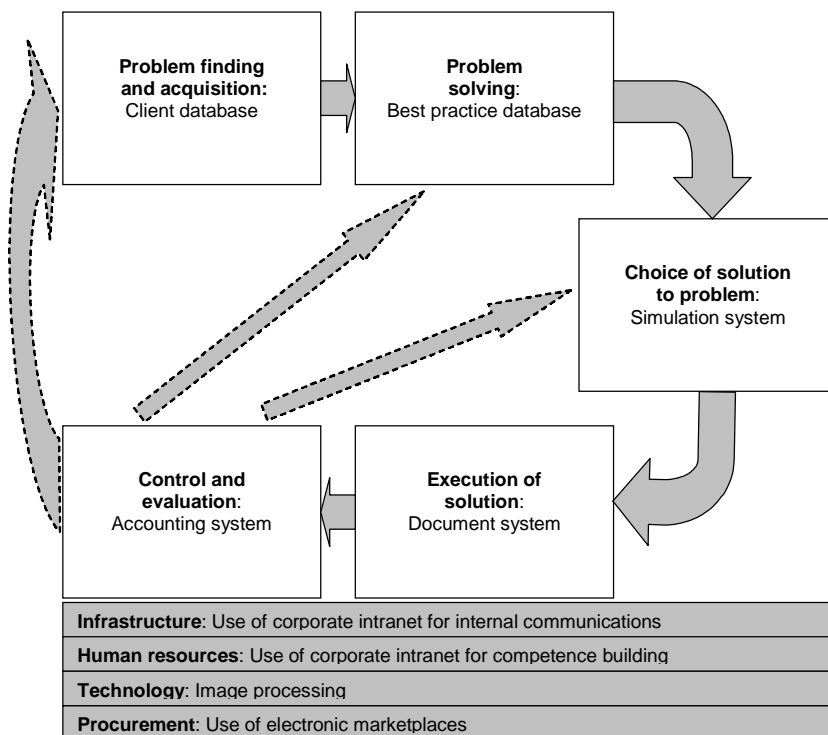 Problem finding
and acquisition:
Client database
Problem
solving:
Best practice database
Choice of solution
to problem:
Simulation system
Control and
evaluation:
Accounting system
Execution of
solution:
Document system
Infrastructure: Use of corporate intranet for internal communications
Human resources: Use of corporate intranet for competence building
Technology: Image processing
Procurement: Use of electronic marketplaces